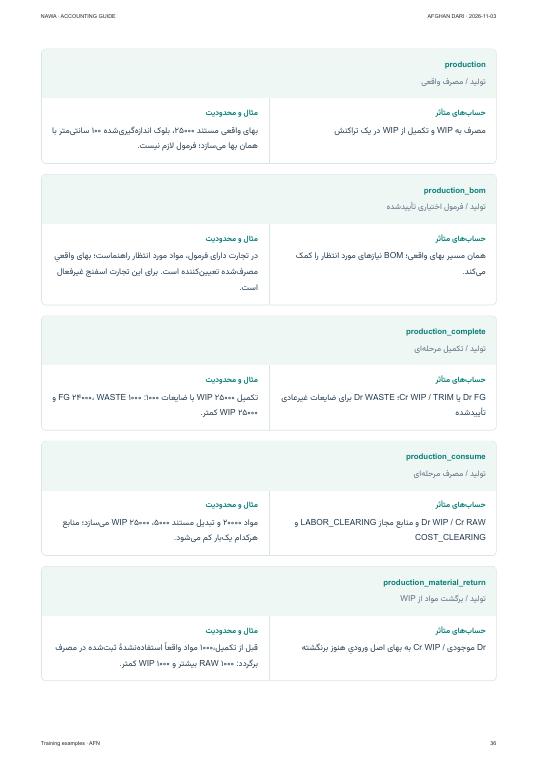 NAWA · ACCOUNTING GUIDE
AFGHAN DARI · 2026-11-03
production
تولید / مصرف واقعی
حساب‌های متأثر
مصرف به WIP و تکمیل از WIP در یک تراکنش
مثال و محدودیت
بهای واقعی مستند ۲۵۰۰۰، بلوک اندازه‌گیری‌شده ۱۰۰ سانتی‌متر با
همان بها می‌سازد؛ فرمول لازم نیست.
production_bom
تولید / فرمول اختیاری تأییدشده
حساب‌های متأثر
همان مسیر بهای واقعی؛ BOM نیازهای مورد انتظار را کمک
می‌کند.
مثال و محدودیت
در تجارت دارای فرمول، مواد مورد انتظار راهنماست؛ بهای واقعیِ
مصرف‌شده تعیین‌کننده است. برای این تجارت اسفنج غیرفعال
است.
production_complete
تولید / تکمیل مرحله‌ای
حساب‌های متأثر
Dr FG یا Cr WIP / TRIM؛ Dr WASTE برای ضایعات غیرعادی
تأییدشده
مثال و محدودیت
تکمیل WIP ۲۵۰۰۰ با ضایعات ۱۰۰۰: FG ۲۴۰۰۰، WASTE ۱۰۰۰ و
WIP ۲۵۰۰۰ کمتر.
production_consume
تولید / مصرف مرحله‌ای
حساب‌های متأثر
Dr WIP / Cr RAW و منابع مجاز LABOR_CLEARING و
COST_CLEARING
مثال و محدودیت
مواد ۲۰۰۰۰ و تبدیل مستند ۵۰۰۰، WIP ۲۵۰۰۰ می‌سازد؛ منابع
هرکدام یک‌بار کم می‌شود.
production_material_return
تولید / برگشت مواد از WIP
حساب‌های متأثر
Dr موجودی / Cr WIP به بهای اصل ورودیِ هنوز برنگشته
مثال و محدودیت
قبل از تکمیل،۱۰۰۰ مواد واقعاً استفاده‌نشدهٔ ثبت‌شده در مصرف
برگردد: RAW ۱۰۰۰ بیشتر و WIP ۱۰۰۰ کمتر.
Training examples · AFN
36